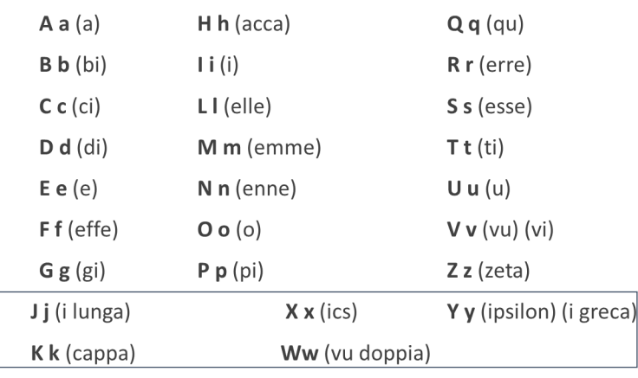 A a (a) H h (acca) Q q (qu)
B b (bi) I i (i) R r (erre)
C c (ci) L l (elle) S s (esse)
D d (di) M m (emme) T t (ti)
E e (e) N n (enne) U u (u)
F f (effe) O o (o) V v (vu) (vi)
G g (gi) P p (pi) Z z (zeta)
J j (i lunga) X x (ics) Y y (ipsilon) (i greca)
K k (cappa) Ww (vu doppia)